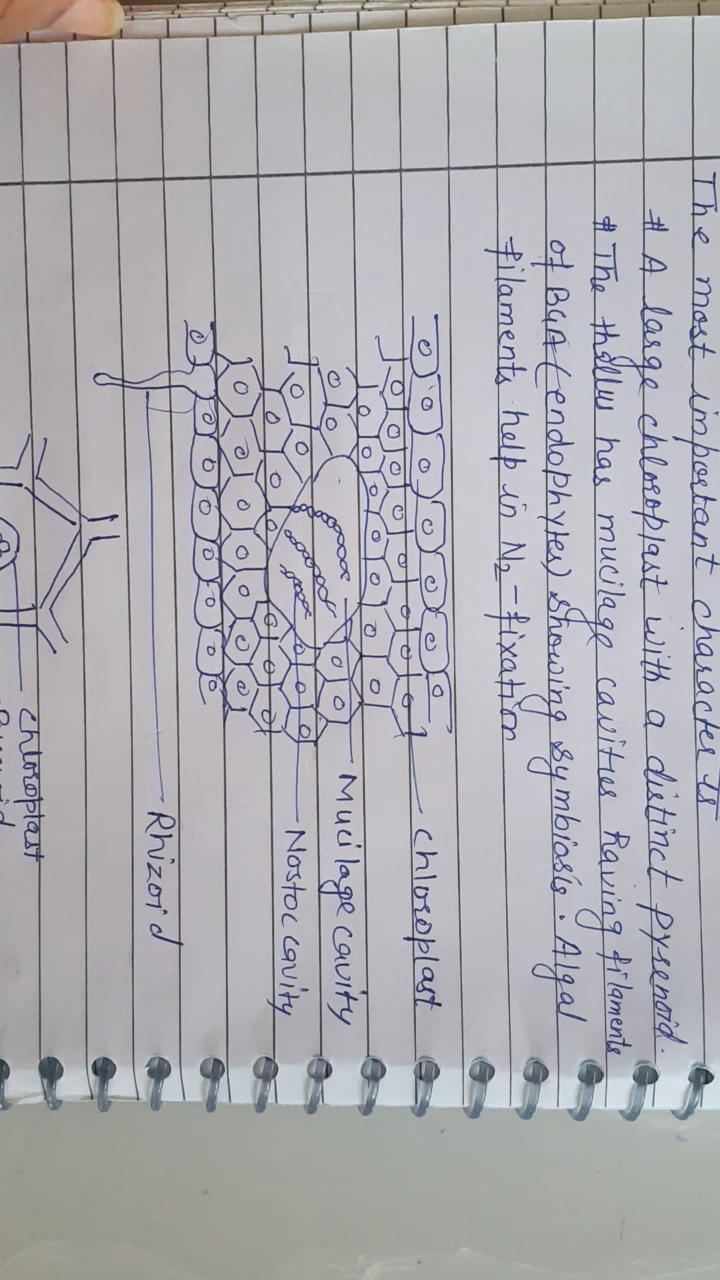 The most important character is
# A large chloroplast with a distinct pyrenoid.
# The thallus has mucilage cavities having filaments
of BGA (endophytes) showing symbiosis. Algal
filaments help in N2-fixation
chloroplast
Mucilage cavity
Nostoc cavity
Rhizoid
chloroplast